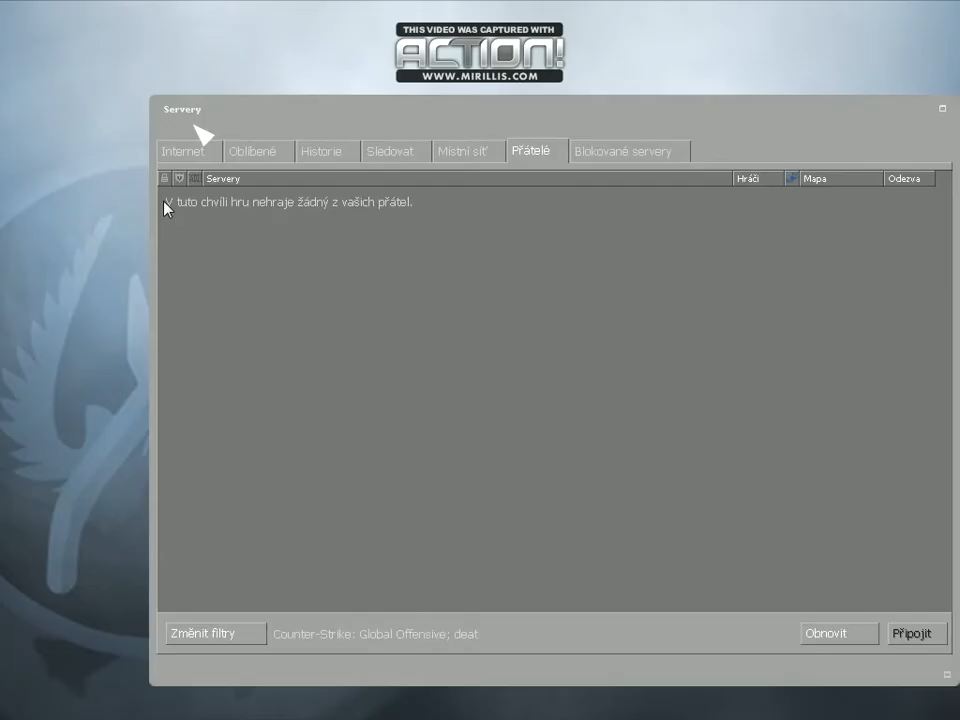 THIS VIDEO WAS CAPTURED WITH
ACTION!
WWW.MIRILLIS.COM
Servery
Internet Oblíbené Historie Sledovat Místní síť Přátelé Blokované servery
Servery Hráči Mapa Odezva
V tuto chvíli hru nehraje žádný z vašich přátel.
Změnit filtry Counter-Strike: Global Offensive; deat Obnovit Připojit